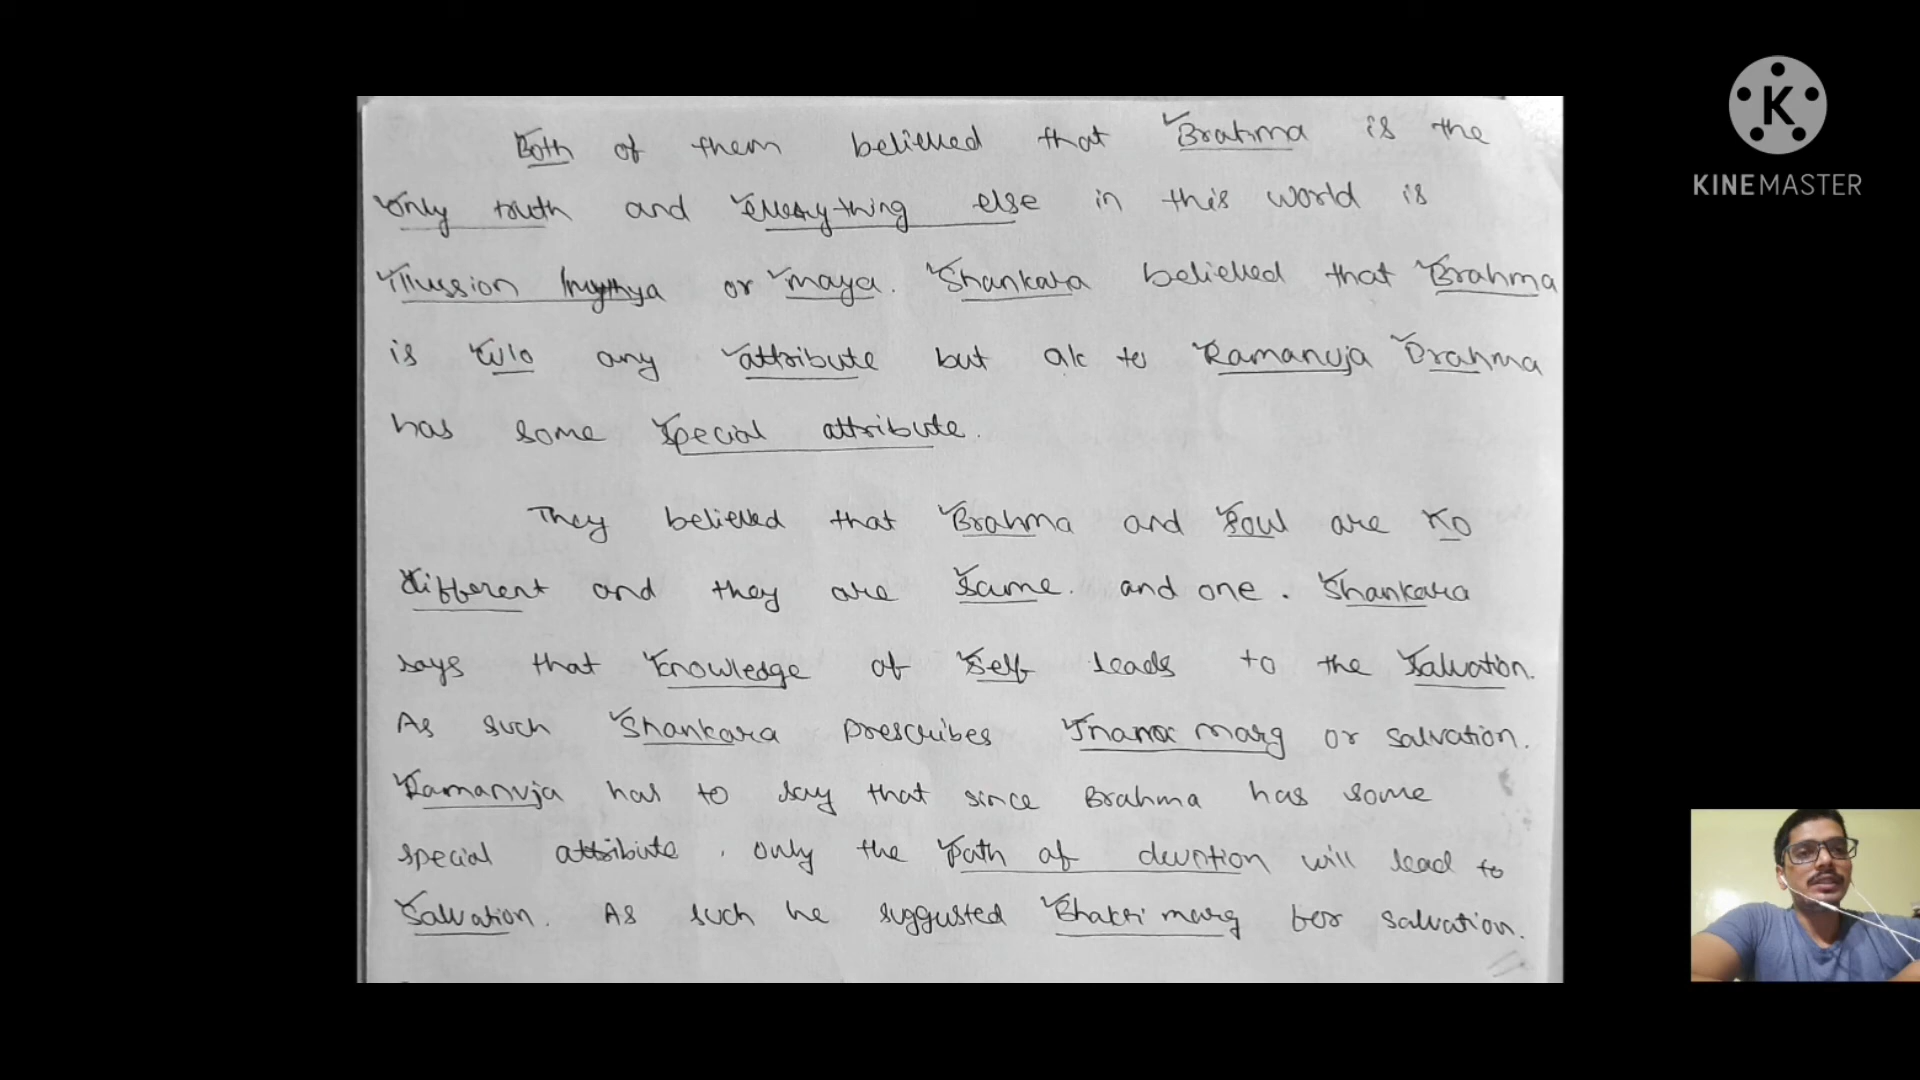 Both of them believed that Brahma is the
only truth and everything else in this world is
illussion /mythya or maya. Shankara believed that Brahma
is w/o any attribute but a/c to Ramanuja Brahma
has some special attribute.
They believed that Brahma and Soul are no
different and they are same. and one. Shankara
says that knowledge of self leads to the salvation.
As such Shankara prescribes Jnana marg or salvation.
Ramanuja has to say that since Brahma has some
special attribute, only the path of devotion will lead to
Salvation. As such he suggusted Bhakti marg for salvation.
K
KINEMASTER